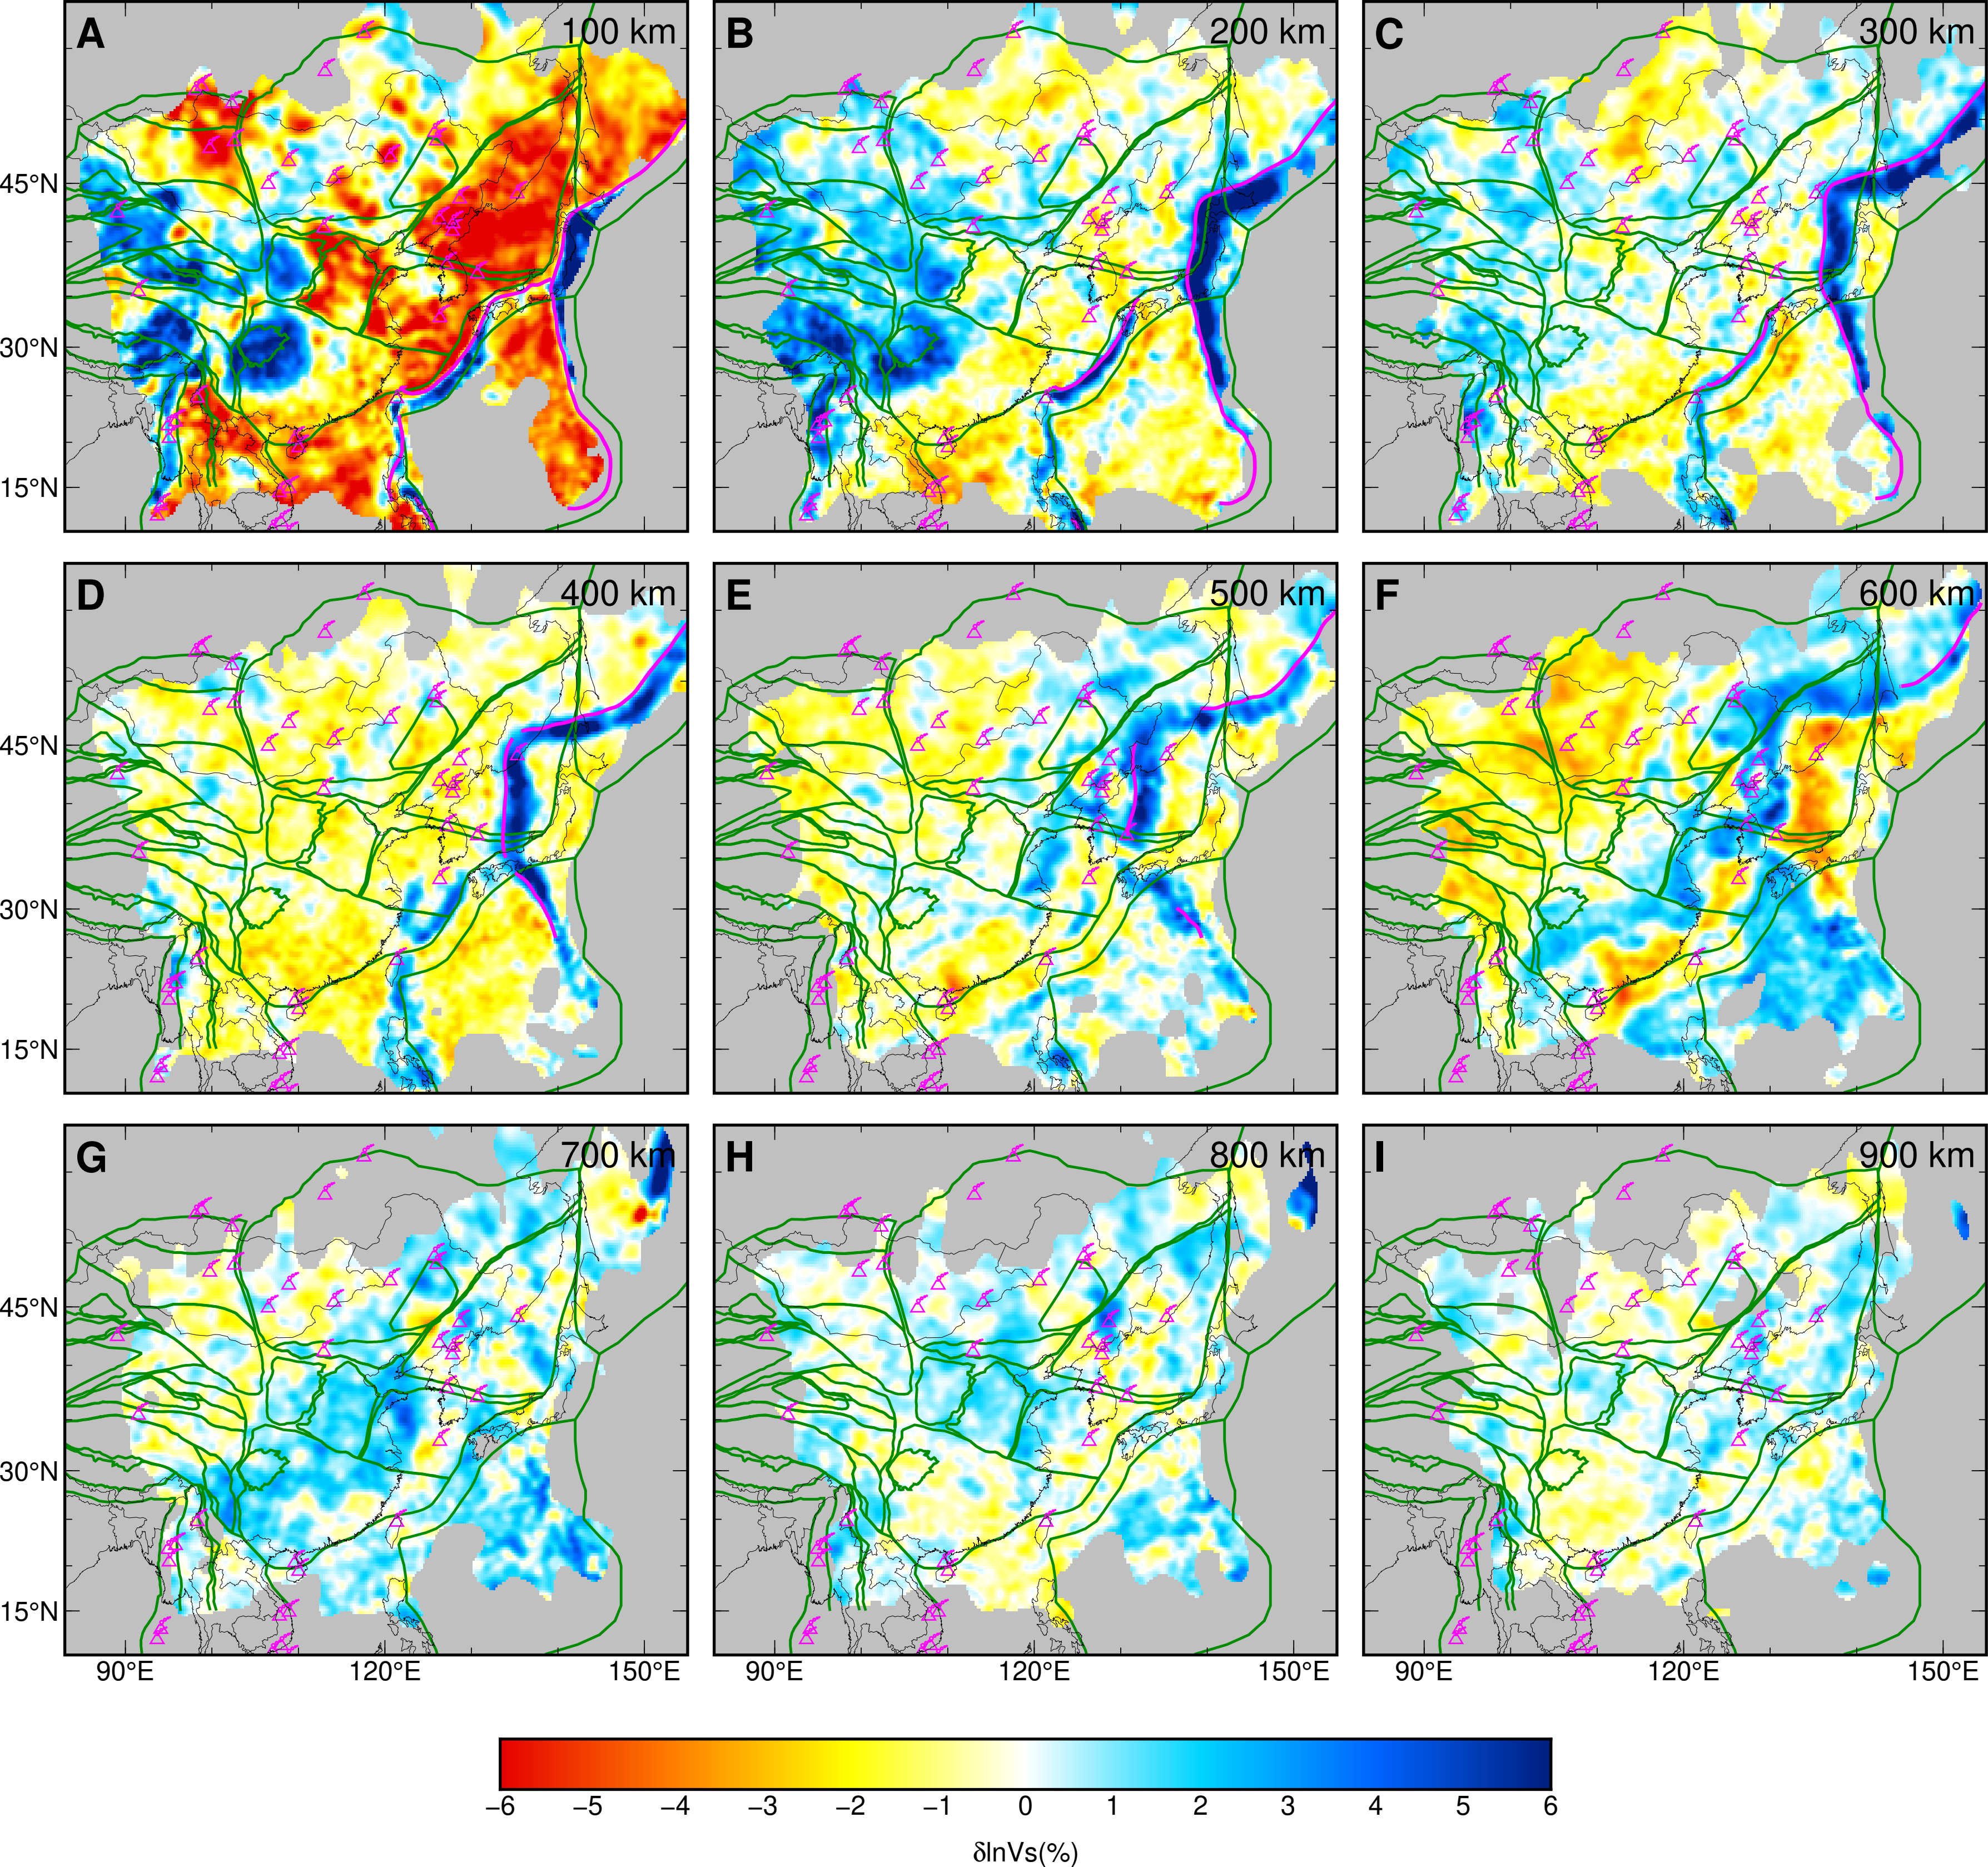 A 100 km
B 200 km
C 300 km
45°N
30°N
15°N
D 400 km
E 500 km
F 600 km
45°N
30°N
15°N
G 700 km
H 800 km
I 900 km
45°N
30°N
15°N
90°E 120°E 150°E
90°E 120°E 150°E
90°E 120°E 150°E
−6 −5 −4 −3 −2 −1 0 1 2 3 4 5 6
δlnVs(%)